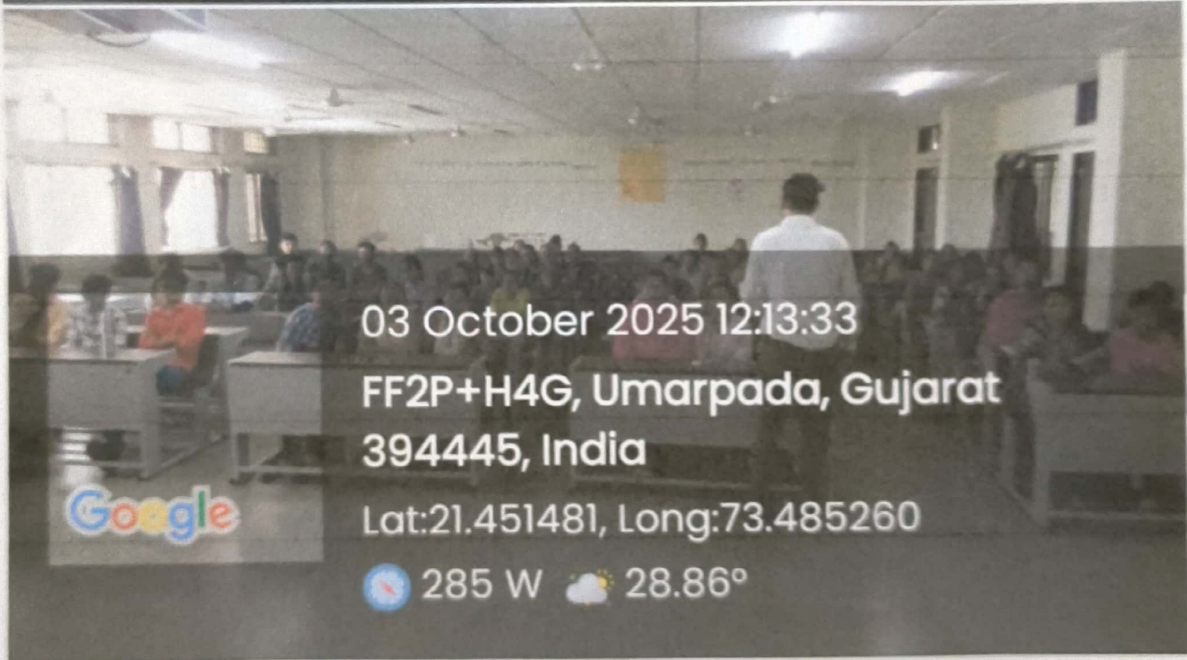 03 October 2025 12:13:33
FF2P+H4G, Umarpada, Gujarat
394445, India
Google
Lat:21.451481, Long:73.485260
285 W 28.86°